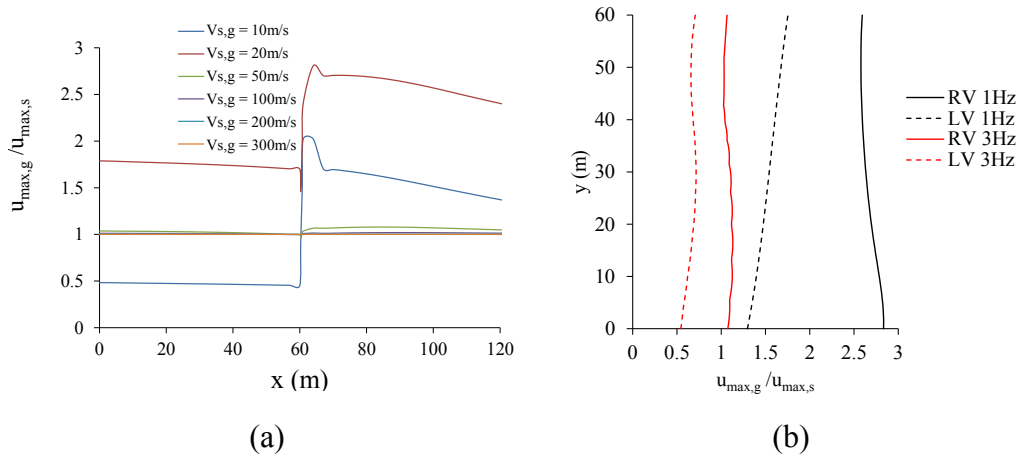 Vs,g = 10m/s
Vs,g = 20m/s
Vs,g = 50m/s
Vs,g = 100m/s
Vs,g = 200m/s
Vs,g = 300m/s
3
2.5
2
1.5
1
0.5
0
umax,g /umax,s
0 20 40 60 80 100 120
x (m)
(a)
60
50
40
30
20
10
0
y (m)
0 0.5 1 1.5 2 2.5 3
umax,g /umax,s
RV 1Hz
LV 1Hz
RV 3Hz
LV 3Hz
(b)